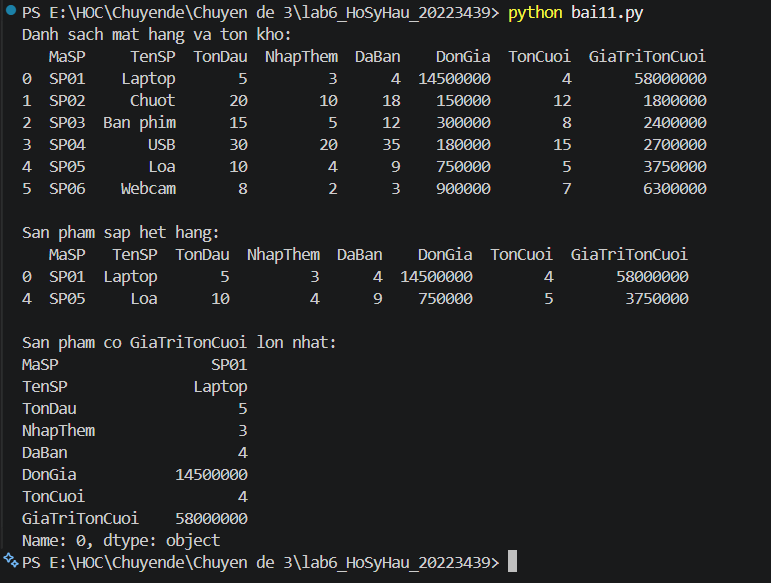 PS E:\HOC\Chuyende\Chuyen de 3\lab6_HoSyHau_20223439> python bai11.py
Danh sach mat hang va ton kho:
   MaSP     TenSP  TonDau  NhapThem  DaBan    DonGia  TonCuoi  GiaTriTonCuoi
0  SP01    Laptop       5         3      4  14500000        4       58000000
1  SP02     Chuot      20        10     18    150000       12        1800000
2  SP03  Ban phim      15         5     12    300000        8        2400000
3  SP04       USB      30        20     35    180000       15        2700000
4  SP05       Loa      10         4      9    750000        5        3750000
5  SP06    Webcam       8         2      3    900000        7        6300000

San pham sap het hang:
   MaSP   TenSP  TonDau  NhapThem  DaBan    DonGia  TonCuoi  GiaTriTonCuoi
0  SP01  Laptop       5         3      4  14500000        4       58000000
4  SP05     Loa      10         4      9    750000        5        3750000

San pham co GiaTriTonCuoi lon nhat:
MaSP                 SP01
TenSP              Laptop
TonDau                  5
NhapThem                3
DaBan                   4
DonGia           14500000
TonCuoi                 4
GiaTriTonCuoi    58000000
Name: 0, dtype: object
PS E:\HOC\Chuyende\Chuyen de 3\lab6_HoSyHau_20223439>